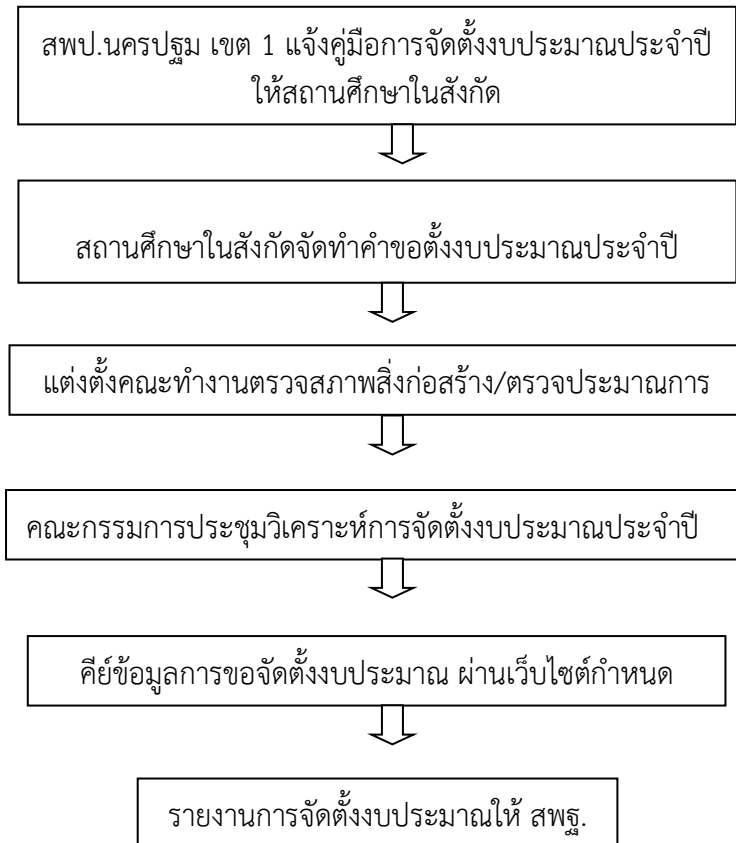 สพป.นครปฐม เขต 1 แจ้งคู่มือการจัดตั้งงบประมาณประจำปี
ให้สถานศึกษาในสังกัด
สถานศึกษาในสังกัดจัดทำคำขอตั้งงบประมาณประจำปี
แต่งตั้งคณะทำงานตรวจสภาพสิ่งก่อสร้าง/ตรวจประมาณการ
คณะกรรมการประชุมวิเคราะห์การจัดตั้งงบประมาณประจำปี
คีย์ข้อมูลการขอจัดตั้งงบประมาณ ผ่านเว็บไซต์กำหนด
รายงานการจัดตั้งงบประมาณให้ สพฐ.